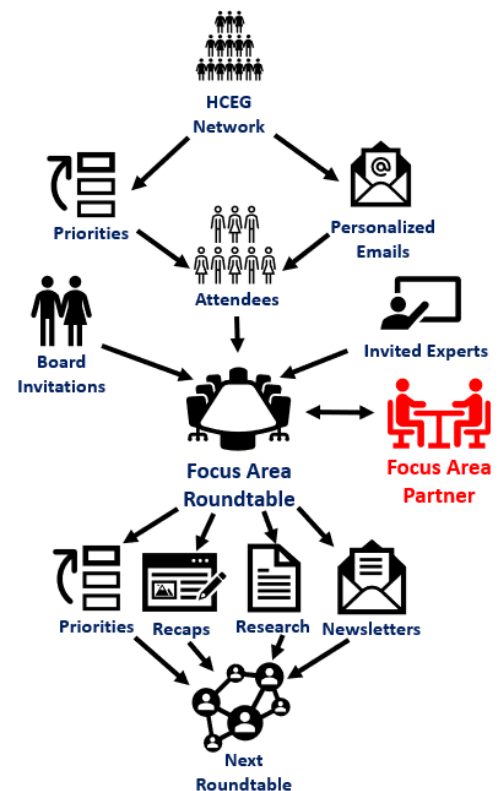 HCEG
Network
@
Priorities
Personalized
Emails
Attendees
Board
Invitations
Invited Experts
Focus Area
Roundtable
Focus Area
Partner
Priorities
Recaps
Research
Newsletters
Next
Roundtable